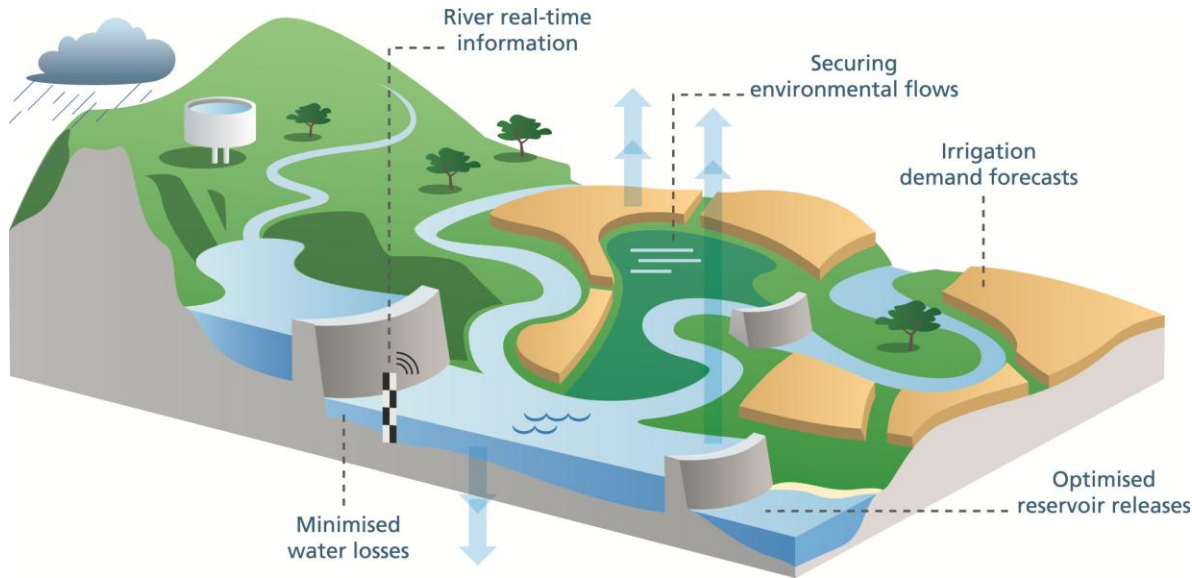 River real-time
information
Securing
environmental flows
Irrigation
demand forecasts
Optimised
reservoir releases
Minimised
water losses